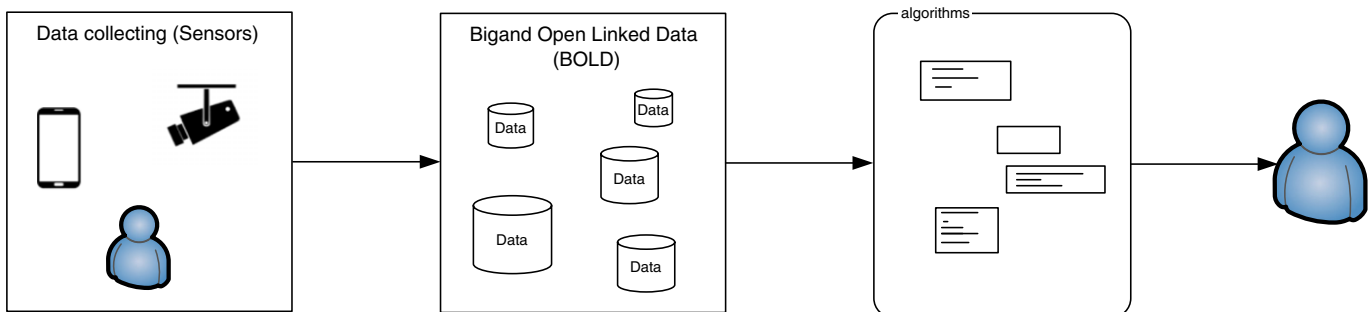 Data collecting (Sensors)
Bigand Open Linked Data
(BOLD)
Data
Data
Data
Data
Data
algorithms